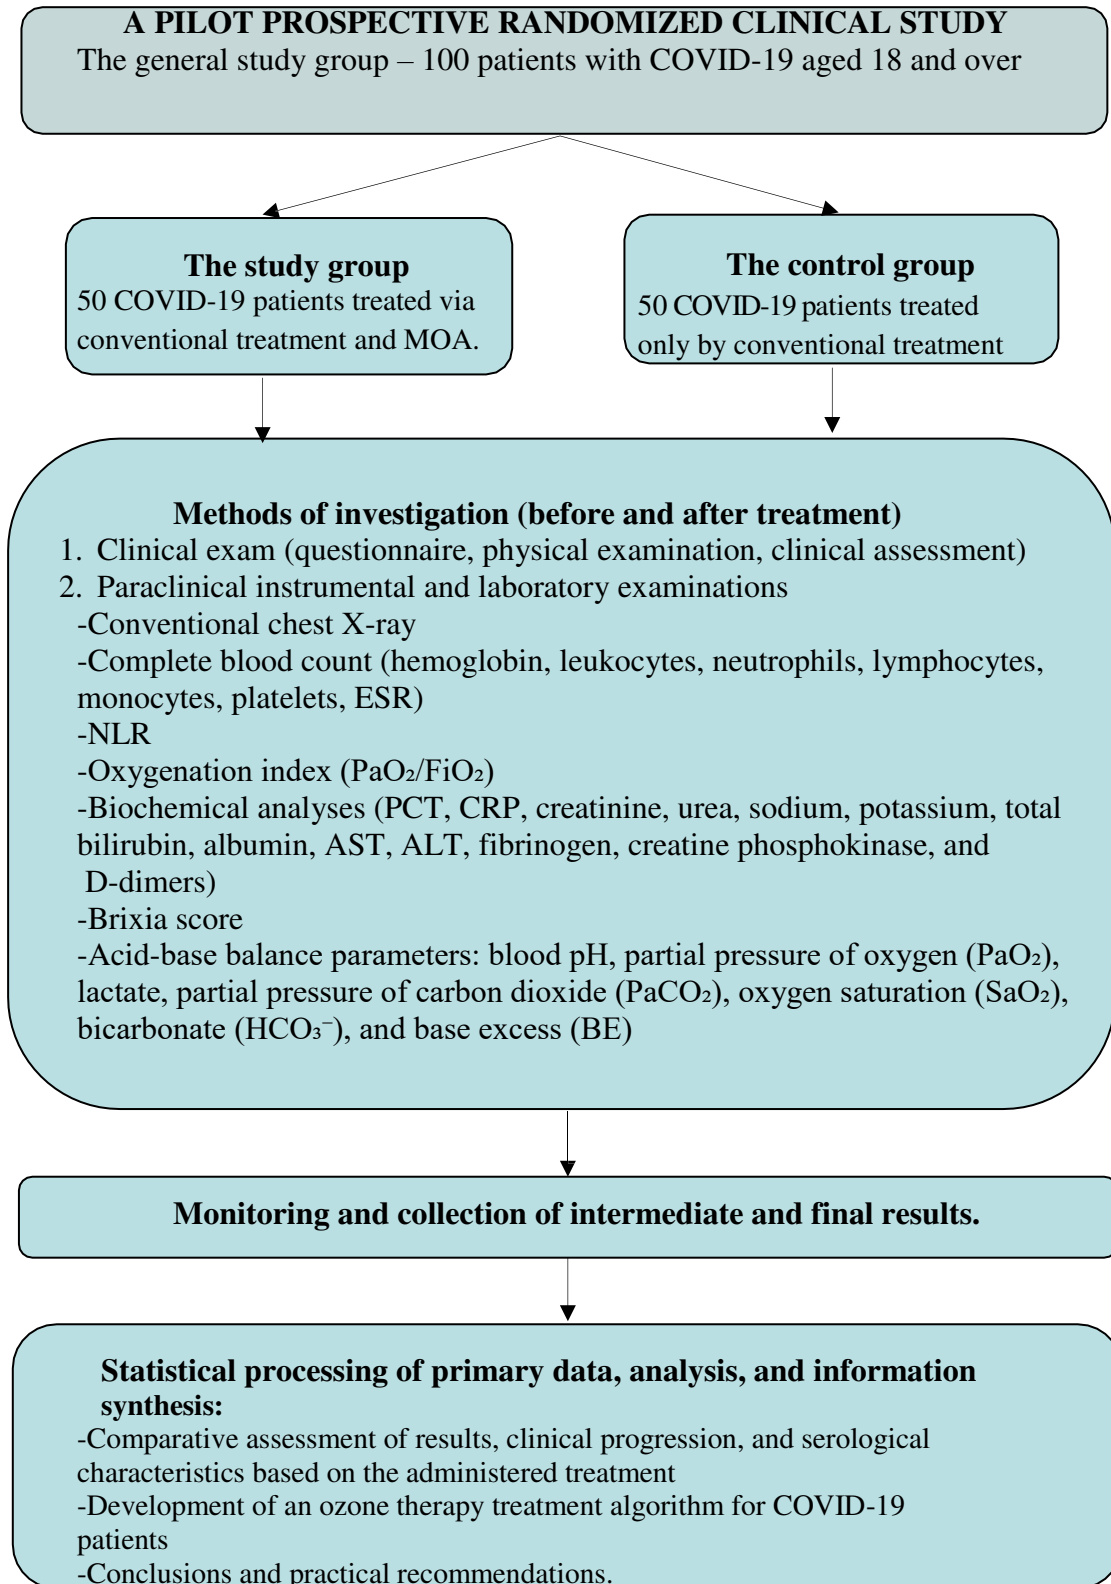 A PILOT PROSPECTIVE RANDOMIZED CLINICAL STUDY
The general study group – 100 patients with COVID-19 aged 18 and over
The study group
50 COVID-19 patients treated via
conventional treatment and MOA.
The control group
50 COVID-19 patients treated
only by conventional treatment
Methods of investigation (before and after treatment)
1. Clinical exam (questionnaire, physical examination, clinical assessment)
2. Paraclinical instrumental and laboratory examinations
-Conventional chest X-ray
-Complete blood count (hemoglobin, leukocytes, neutrophils, lymphocytes,
monocytes, platelets, ESR)
-NLR
-Oxygenation index (PaO₂/FiO₂)
-Biochemical analyses (PCT, CRP, creatinine, urea, sodium, potassium, total
bilirubin, albumin, AST, ALT, fibrinogen, creatine phosphokinase, and
D-dimers)
-Brixia score
-Acid-base balance parameters: blood pH, partial pressure of oxygen (PaO₂),
lactate, partial pressure of carbon dioxide (PaCO₂), oxygen saturation (SaO₂),
bicarbonate (HCO₃⁻), and base excess (BE)
Monitoring and collection of intermediate and final results.
Statistical processing of primary data, analysis, and information
synthesis:
-Comparative assessment of results, clinical progression, and serological
characteristics based on the administered treatment
-Development of an ozone therapy treatment algorithm for COVID-19
patients
-Conclusions and practical recommendations.